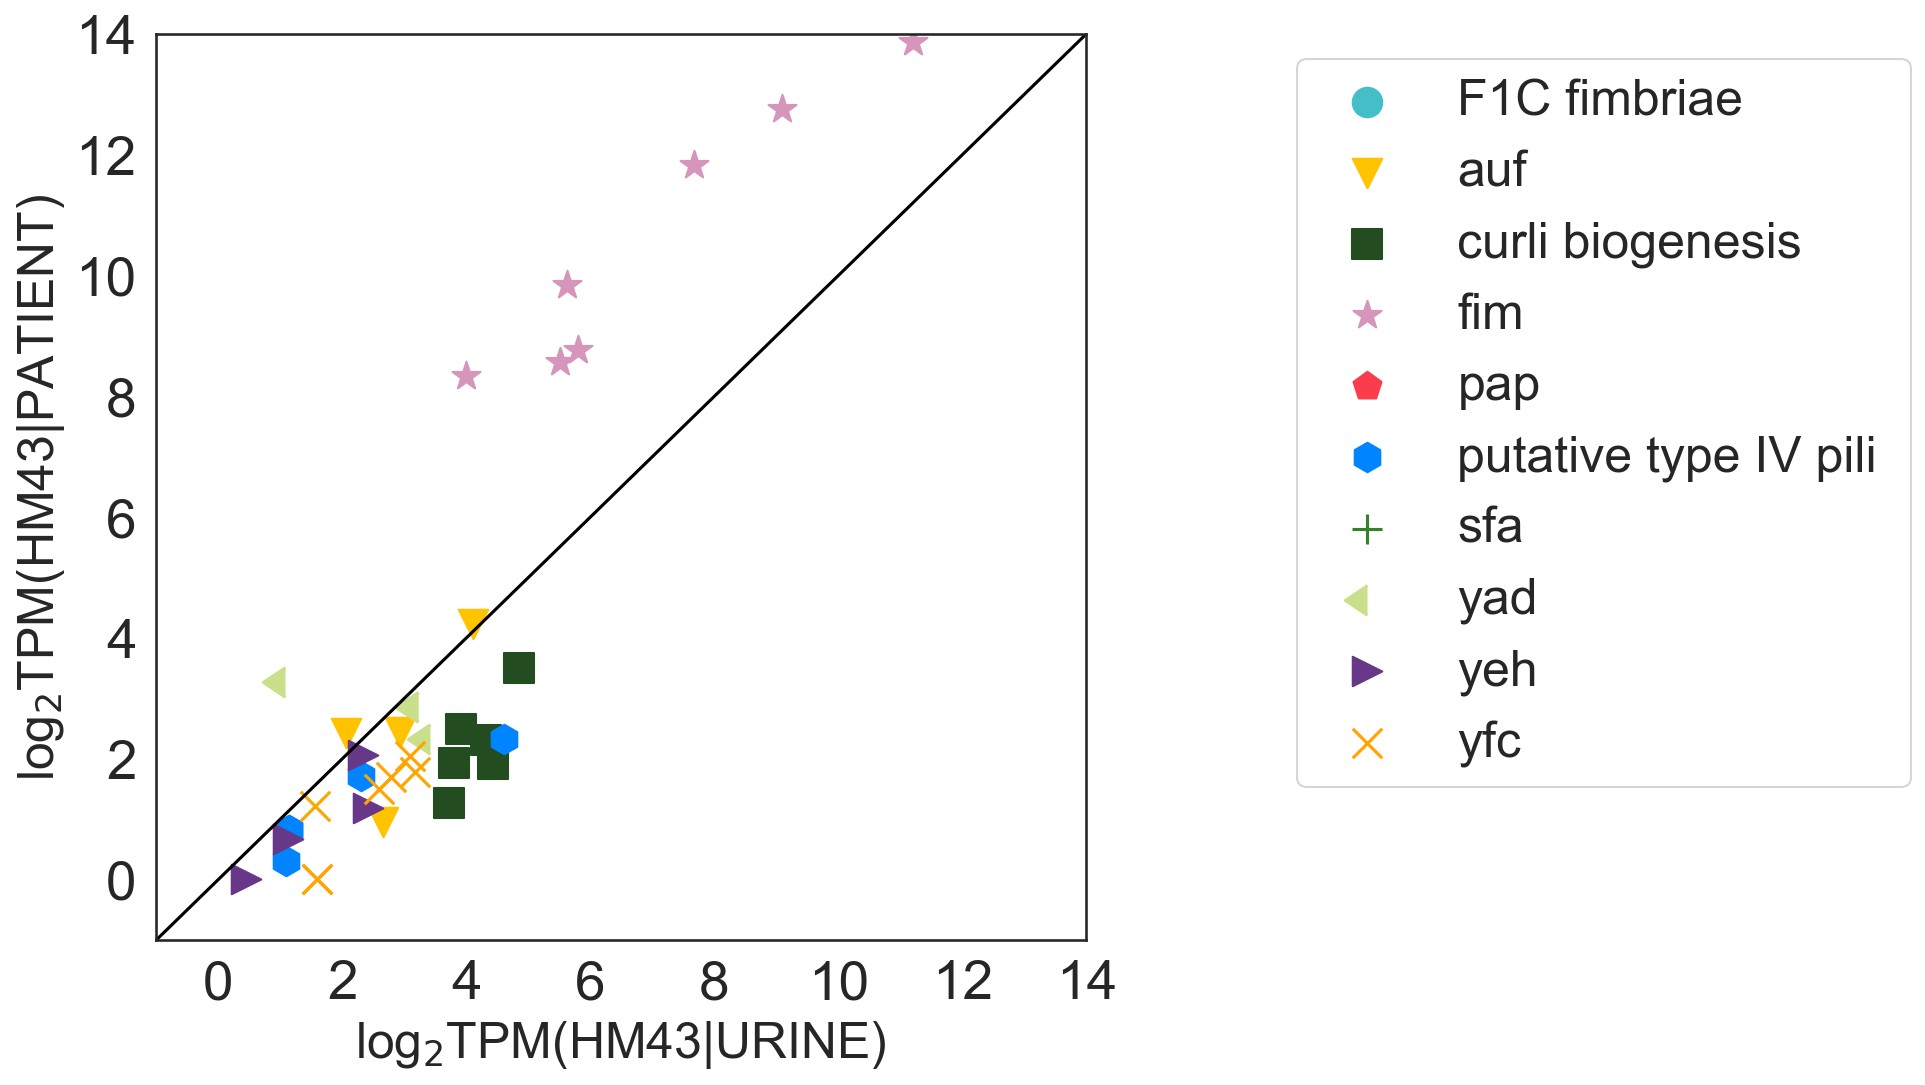 14
12
10
8
6
4
2
0
log₂TPM(HM43|PATIENT)
0 2 4 6 8 10 12 14
log₂TPM(HM43|URINE)
F1C fimbriae
auf
curli biogenesis
fim
pap
putative type IV pili
sfa
yad
yeh
yfc